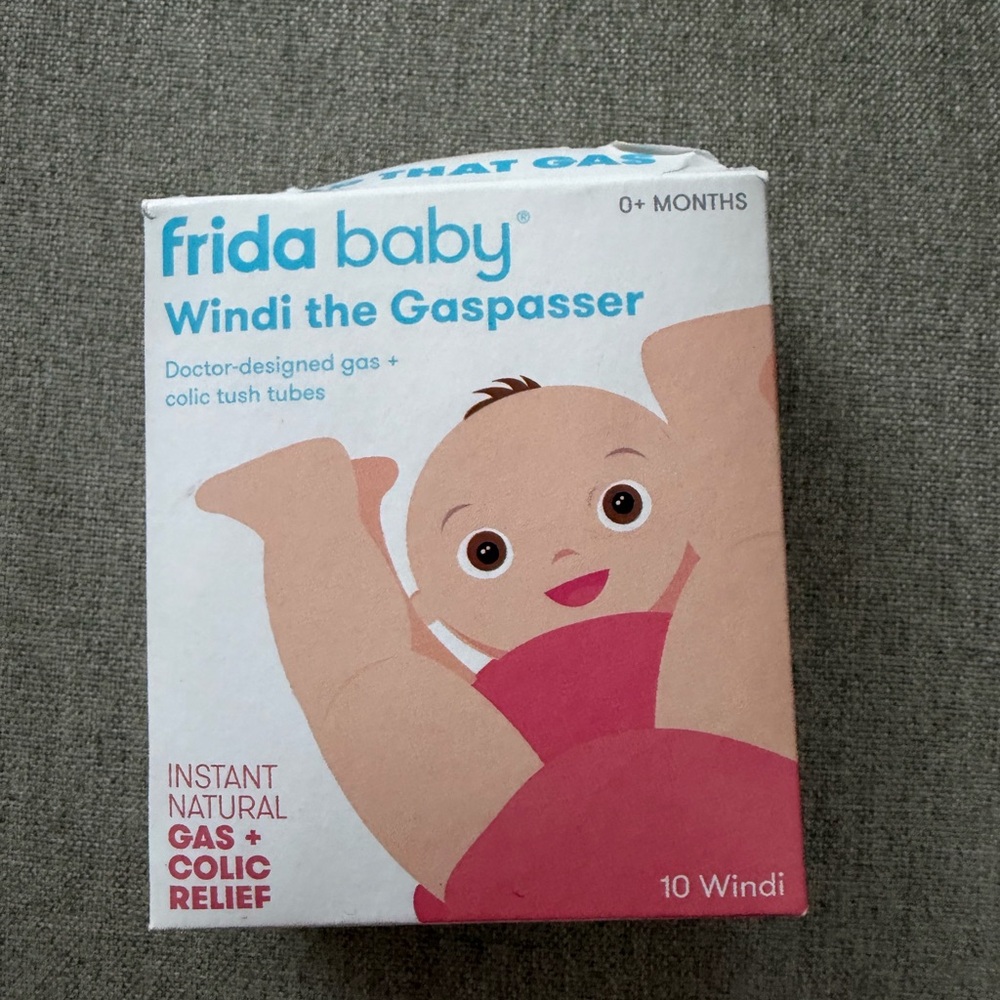 THAT GAS
0+ MONTHS
frida baby®
Windi the Gaspasser
Doctor-designed gas +
colic tush tubes
INSTANT
NATURAL
GAS +
COLIC
RELIEF
10 Windi